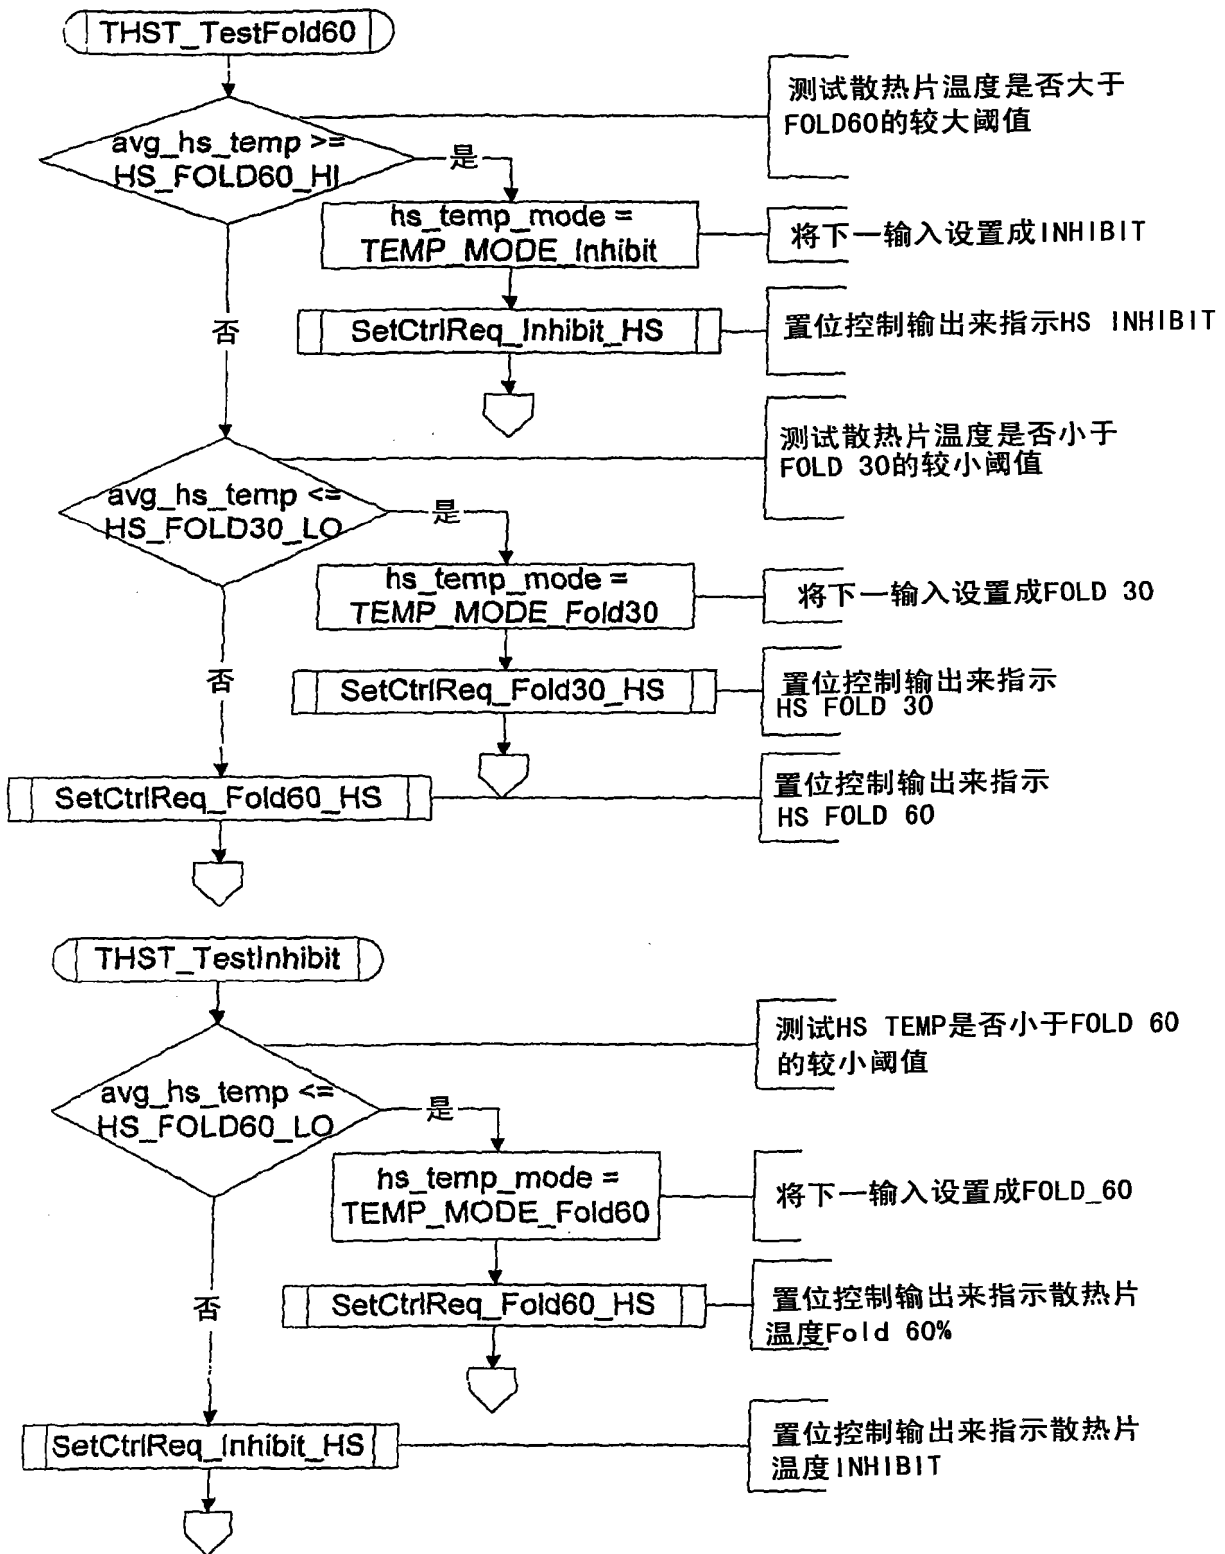 THST_TestFold60
测试散热片温度是否大于
FOLD60的较大阈值
avg_hs_temp >=
HS_FOLD60_HI
是
hs_temp_mode =
TEMP_MODE_Inhibit
将下一输入设置成INHIBIT
SetCtrlReq_Inhibit_HS
置位控制输出来指示HS INHIBIT
否
测试散热片温度是否小于
FOLD 30的较小阈值
avg_hs_temp <=
HS_FOLD30_LO
是
hs_temp_mode =
TEMP_MODE_Fold30
将下一输入设置成FOLD 30
否
SetCtrlReq_Fold30_HS
置位控制输出来指示
HS FOLD 30
SetCtrlReq_Fold60_HS
置位控制输出来指示
HS FOLD 60
THST_TestInhibit
测试HS TEMP是否小于FOLD 60
的较小阈值
avg_hs_temp <=
HS_FOLD60_LO
是
hs_temp_mode =
TEMP_MODE_Fold60
将下一输入设置成FOLD_60
否
SetCtrlReq_Fold60_HS
置位控制输出来指示散热片
温度Fold 60%
SetCtrlReq_Inhibit_HS
置位控制输出来指示散热片
温度INHIBIT